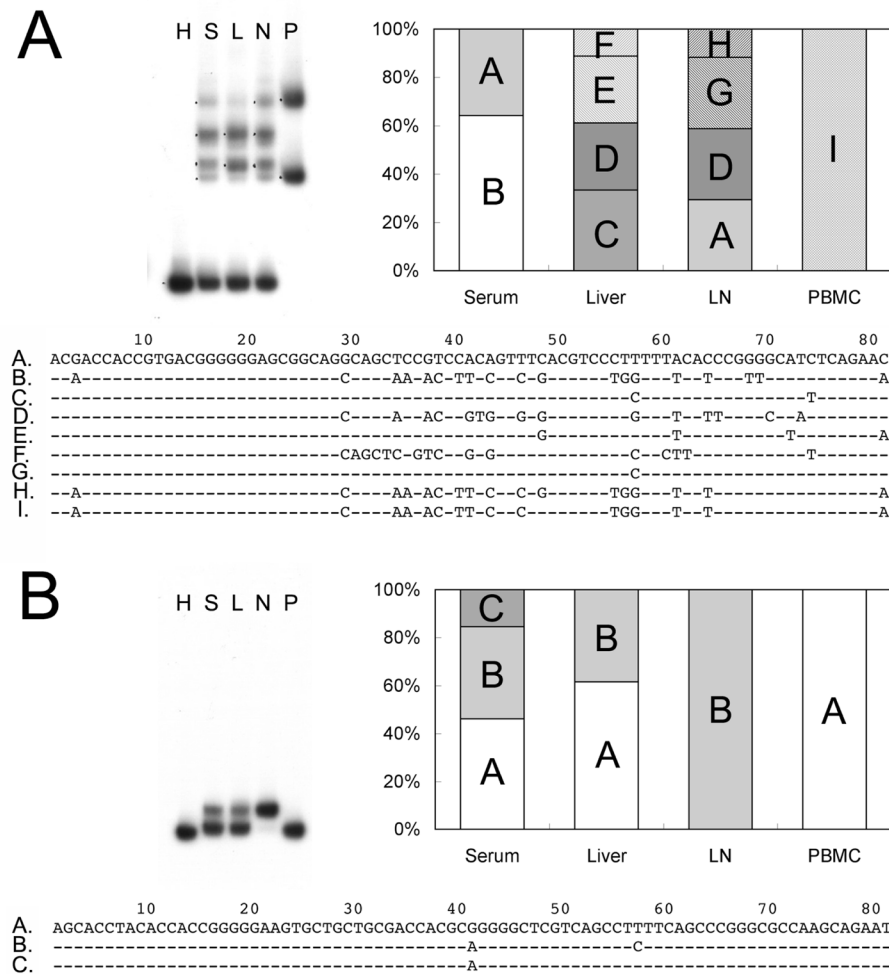 A
H S L N P
100%
80%
60%
40%
20%
0%
A
B
F
E
D
C
H
G
D
A
I
Serum Liver LN PBMC
10 20 30 40 50 60 70 80
A. ACGACCACCGTGACGGGGGGAGCGGCAGGCAGCTCCGTCCACAGTTTCACGTCCCTTTTTACACCCGGGGCATCTCAGAAC
B. --A-------------------------C----AA-AC-TT-C--C-G------TGG---T--T---TT-----------A
C. --------------------------------------------------------C----------------T-------
D. ----------------------------C----A--AC--GTG--G-G--------G---T--TT----C--A--------
E. -----------------------------------------------G------------T----------T--------A
F. ----------------------------CAGCTC-GTC--G-G-------------C--CTT-----------T-------
G. --------------------------------------------------------C------------------------
H. --A-------------------------C----AA-AC-TT-C--C-G------TGG---T--T----------------A
I. --A-------------------------C----AA-AC-TT-C--C--------TGG---T--T----------------A
B
H S L N P
100%
80%
60%
40%
20%
0%
C
B
A
B
A
B
A
Serum Liver LN PBMC
10 20 30 40 50 60 70 80
A. AGCACCTACACCACCGGGGGAAGTGCTGCTGCGACCACGCGGGGGCTCGTCAGCCTTTTCAGCCCGGGCGCCAAGCAGAAT
B. ----------------------------------------A---------------C------------------------
C. ----------------------------------------A----------------------------------------